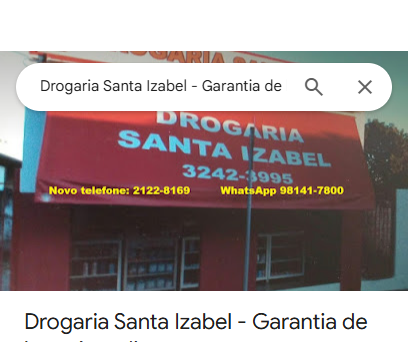 Drogaria Santa Izabel - Garantia de
DROGARIA
SANTA IZABEL
3242-3995
Novo telefone: 2122-8169 WhatsApp 98141-7800
Drogaria Santa Izabel - Garantia de